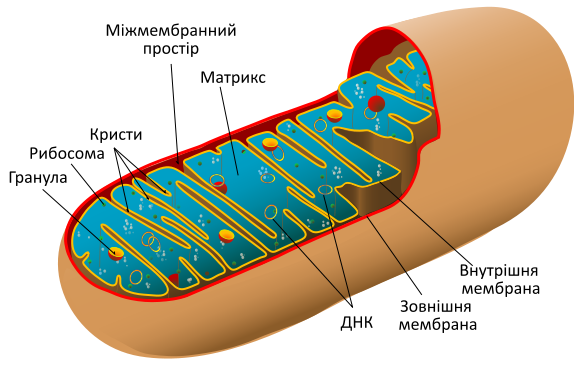 Міжмембранний
простір
Матрикс
Кристи
Рибосома
Гранула
Внутрішня
мембрана
Зовнішня
мембрана
ДНК